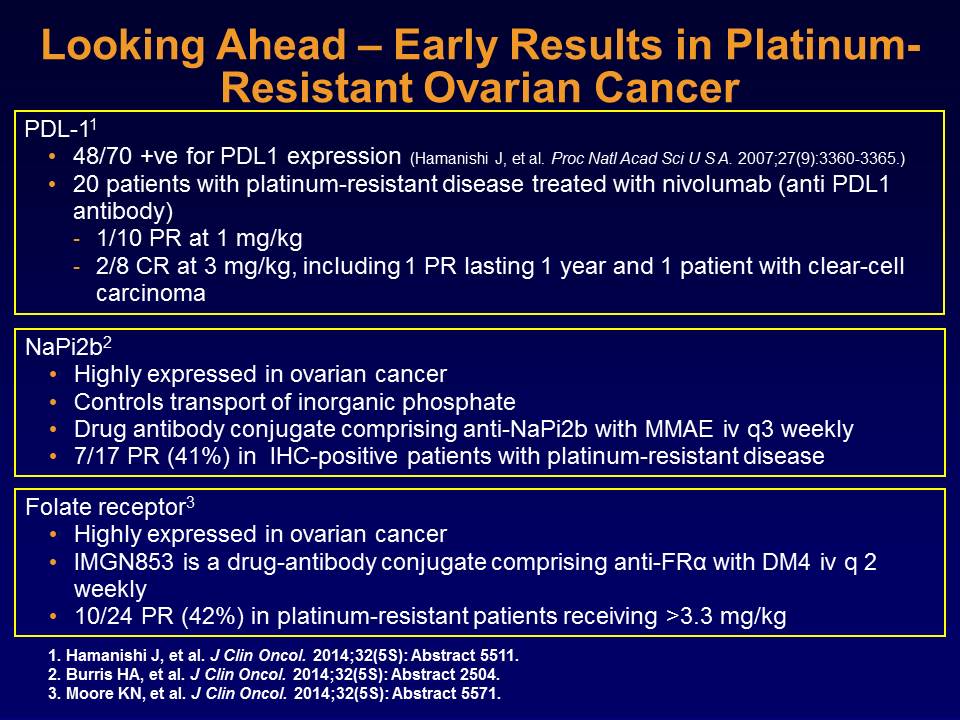 Looking Ahead – Early Results in Platinum-
Resistant Ovarian Cancer
PDL-1¹
• 48/70 +ve for PDL1 expression (Hamanishi J, et al. Proc Natl Acad Sci U S A. 2007;27(9):3360-3365.)
• 20 patients with platinum-resistant disease treated with nivolumab (anti PDL1
antibody)
- 1/10 PR at 1 mg/kg
- 2/8 CR at 3 mg/kg, including 1 PR lasting 1 year and 1 patient with clear-cell
carcinoma
NaPi2b²
• Highly expressed in ovarian cancer
• Controls transport of inorganic phosphate
• Drug antibody conjugate comprising anti-NaPi2b with MMAE iv q3 weekly
• 7/17 PR (41%) in IHC-positive patients with platinum-resistant disease
Folate receptor³
• Highly expressed in ovarian cancer
• IMGN853 is a drug-antibody conjugate comprising anti-FRα with DM4 iv q 2
weekly
• 10/24 PR (42%) in platinum-resistant patients receiving >3.3 mg/kg
1. Hamanishi J, et al. J Clin Oncol. 2014;32(5S): Abstract 5511.
2. Burris HA, et al. J Clin Oncol. 2014;32(5S): Abstract 2504.
3. Moore KN, et al. J Clin Oncol. 2014;32(5S): Abstract 5571.